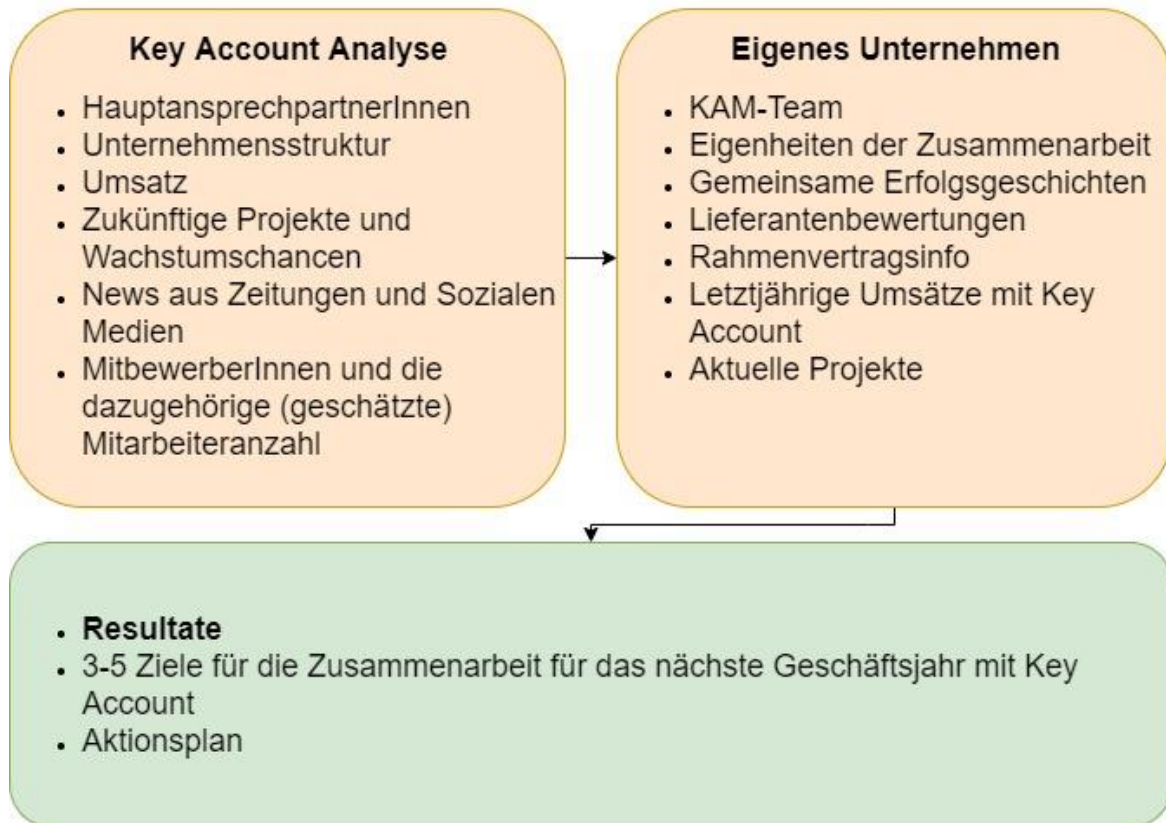 Key Account Analyse
• HauptansprechpartnerInnen
• Unternehmensstruktur
• Umsatz
• Zukünftige Projekte und
Wachstumschancen
• News aus Zeitungen und Sozialen
Medien
• MitbewerberInnen und die
dazugehörige (geschätzte)
Mitarbeiteranzahl
Eigenes Unternehmen
• KAM-Team
• Eigenheiten der Zusammenarbeit
• Gemeinsame Erfolgsgeschichten
• Lieferantenbewertungen
• Rahmenvertragsinfo
• Letztjährige Umsätze mit Key
Account
• Aktuelle Projekte
• Resultate
• 3-5 Ziele für die Zusammenarbeit für das nächste Geschäftsjahr mit Key
Account
• Aktionsplan